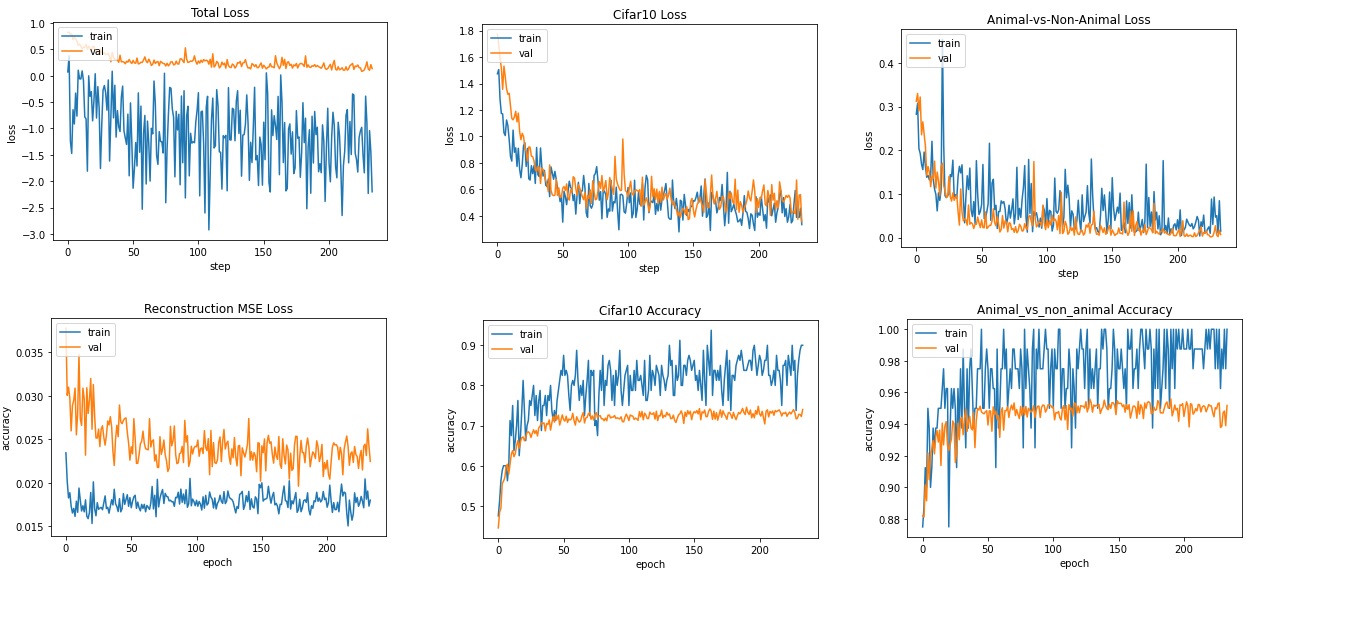 Total Loss
1.0
0.5
0.0
−0.5
−1.0
−1.5
−2.0
−2.5
−3.0
loss
train
val
0 50 100 150 200
step
Cifar10 Loss
1.8
1.6
1.4
1.2
1.0
0.8
0.6
0.4
loss
train
val
0 50 100 150 200
step
Animal-vs-Non-Animal Loss
0.4
0.3
0.2
0.1
0.0
loss
train
val
0 50 100 150 200
step
Reconstruction MSE Loss
0.035
0.030
0.025
0.020
0.015
accuracy
train
val
0 50 100 150 200
epoch
Cifar10 Accuracy
0.9
0.8
0.7
0.6
0.5
accuracy
train
val
0 50 100 150 200
epoch
Animal_vs_non_animal Accuracy
1.00
0.98
0.96
0.94
0.92
0.90
0.88
accuracy
train
val
0 50 100 150 200
epoch